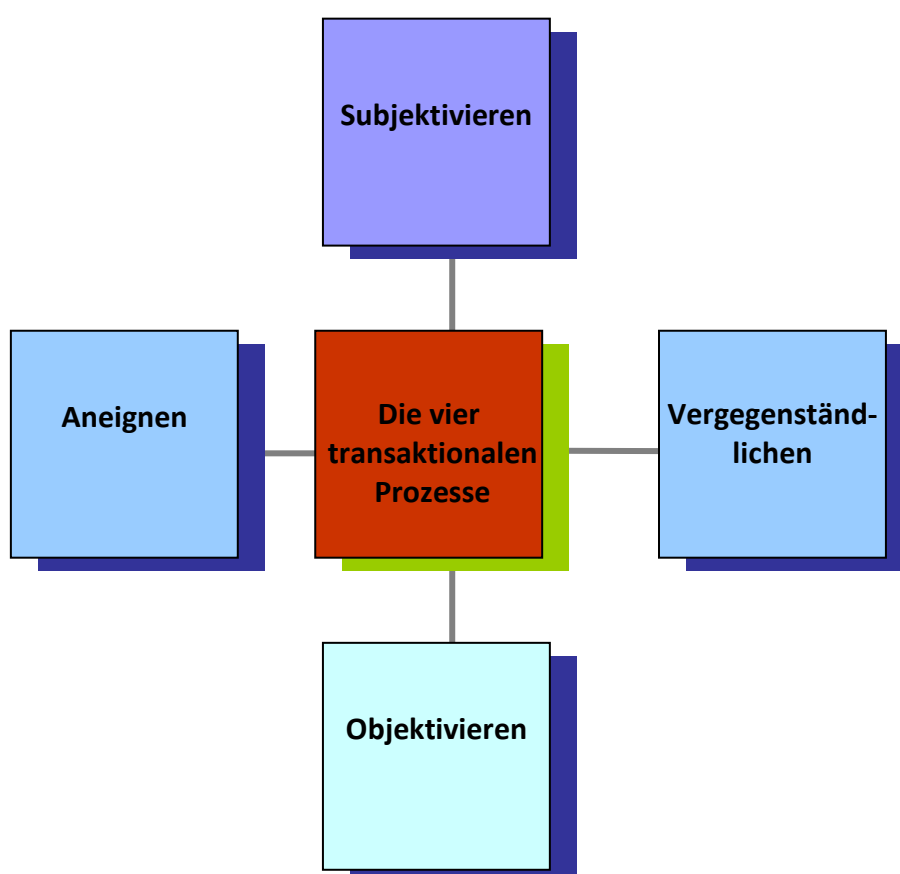 Subjektivieren
Aneignen
Die vier
transaktionalen
Prozesse
Vergegenständ-
lichen
Objektivieren